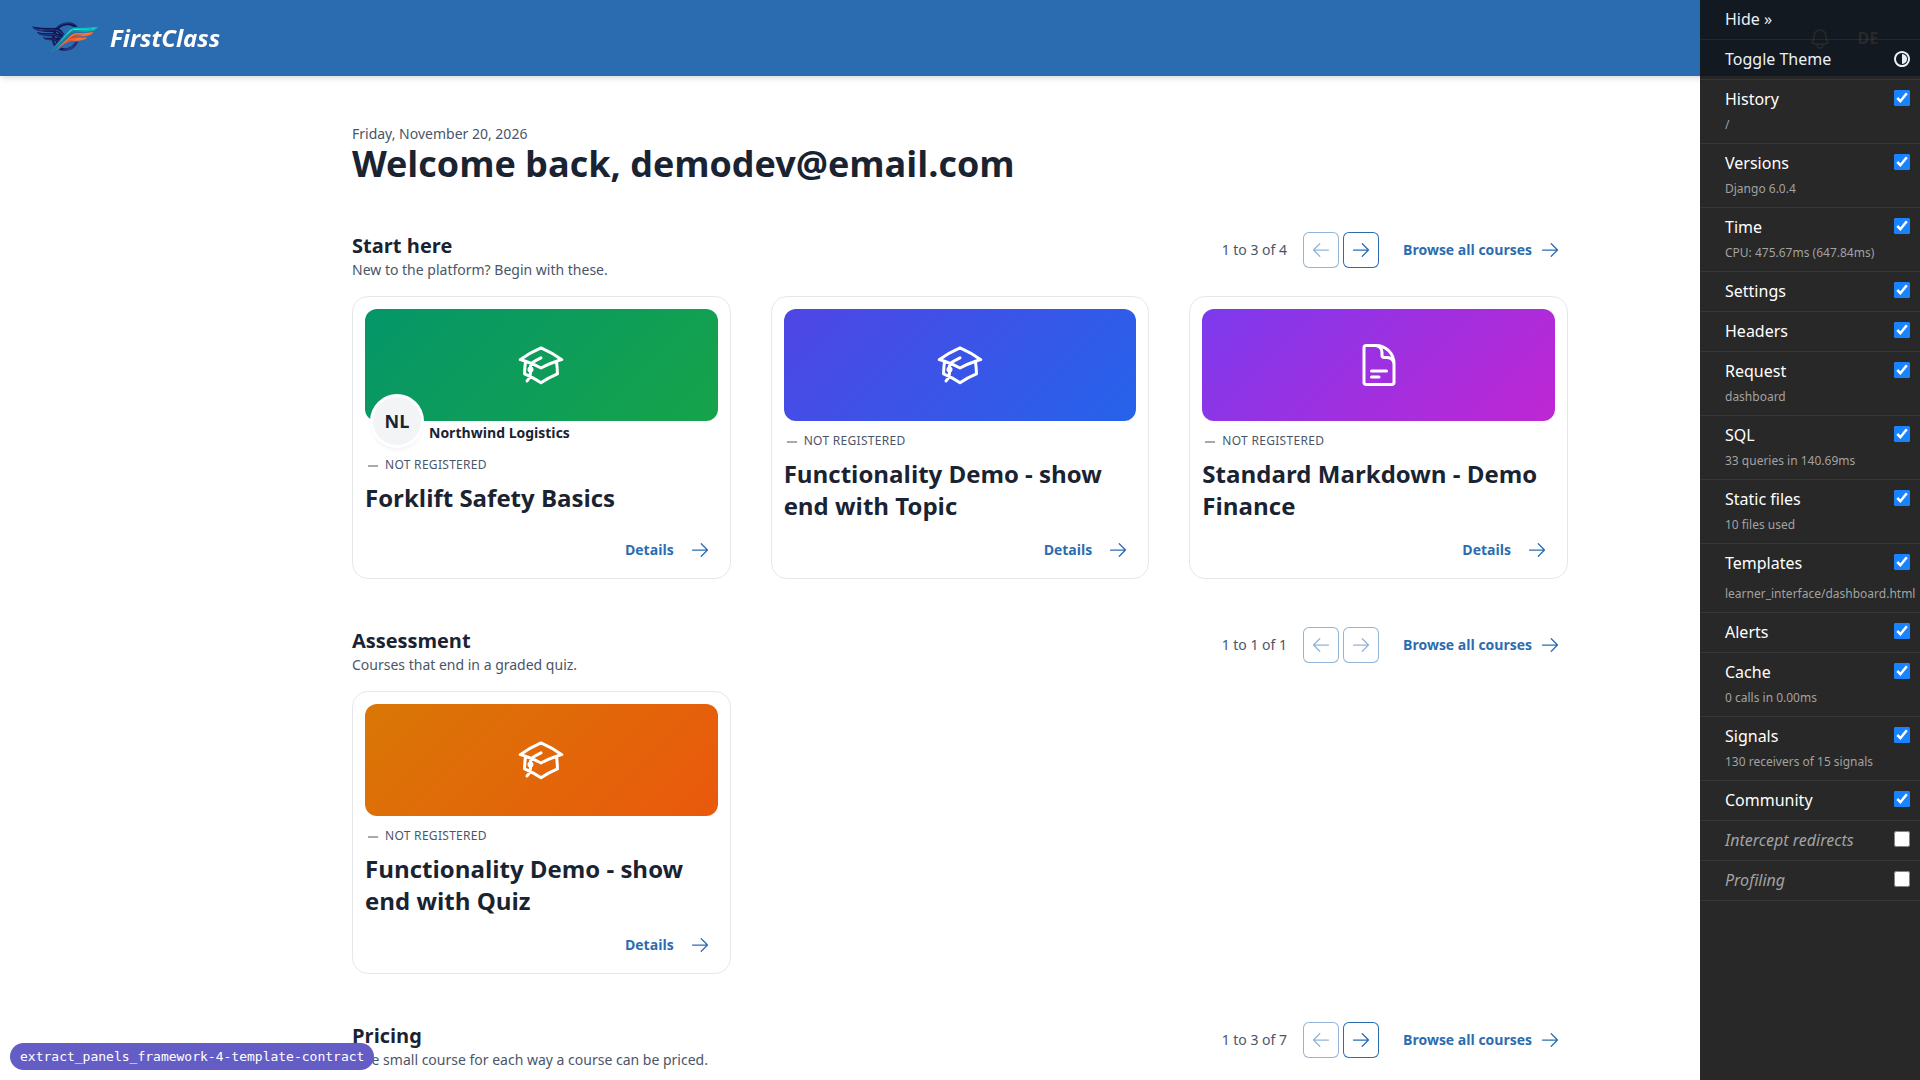 FirstClass
DE
Friday, November 20, 2026
Welcome back, demodev@email.com
Start here
New to the platform? Begin with these.
1 to 3 of 4
Browse all courses
NL
Northwind Logistics
NOT REGISTERED
Forklift Safety Basics
Details
NOT REGISTERED
Functionality Demo - show
end with Topic
Details
NOT REGISTERED
Standard Markdown - Demo
Finance
Details
Assessment
Courses that end in a graded quiz.
1 to 1 of 1
Browse all courses
NOT REGISTERED
Functionality Demo - show
end with Quiz
Details
Pricing
small course for each way a course can be priced.
1 to 3 of 7
Browse all courses
extract_panels_framework-4-template-contract
Hide »
Toggle Theme
History
/
Versions
Django 6.0.4
Time
CPU: 475.67ms (647.84ms)
Settings
Headers
Request
dashboard
SQL
33 queries in 140.69ms
Static files
10 files used
Templates
learner_interface/dashboard.html
Alerts
Cache
0 calls in 0.00ms
Signals
130 receivers of 15 signals
Community
Intercept redirects
Profiling